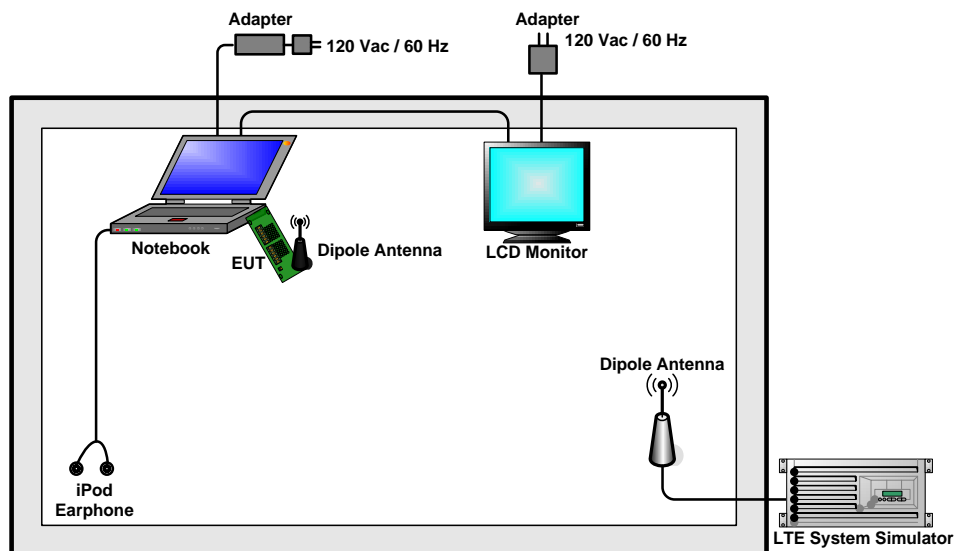 Adapter
120 Vac / 60 Hz
Adapter
120 Vac / 60 Hz
Notebook
EUT
Dipole Antenna
LCD Monitor
Dipole Antenna
iPod
Earphone
LTE System Simulator